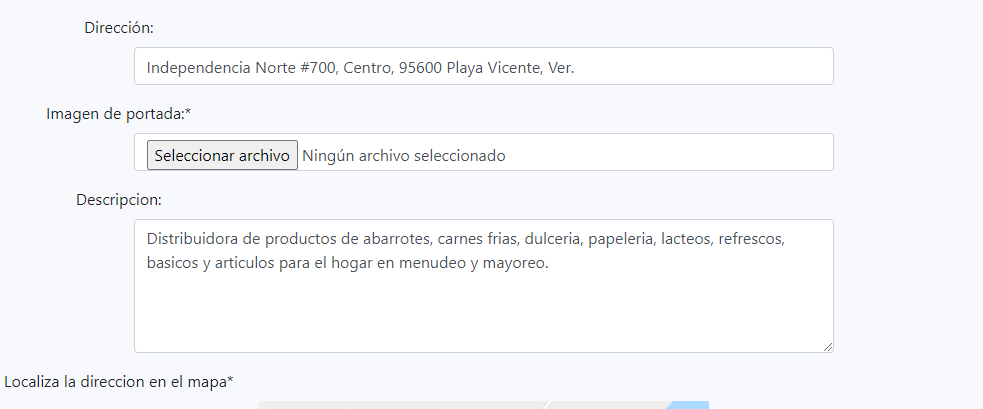 Dirección:
Independencia Norte #700, Centro, 95600 Playa Vicente, Ver.
Imagen de portada:*
Seleccionar archivo Ningún archivo seleccionado
Descripcion:
Distribuidora de productos de abarrotes, carnes frias, dulceria, papeleria, lacteos, refrescos,
basicos y articulos para el hogar en menudeo y mayoreo.
Localiza la direccion en el mapa*